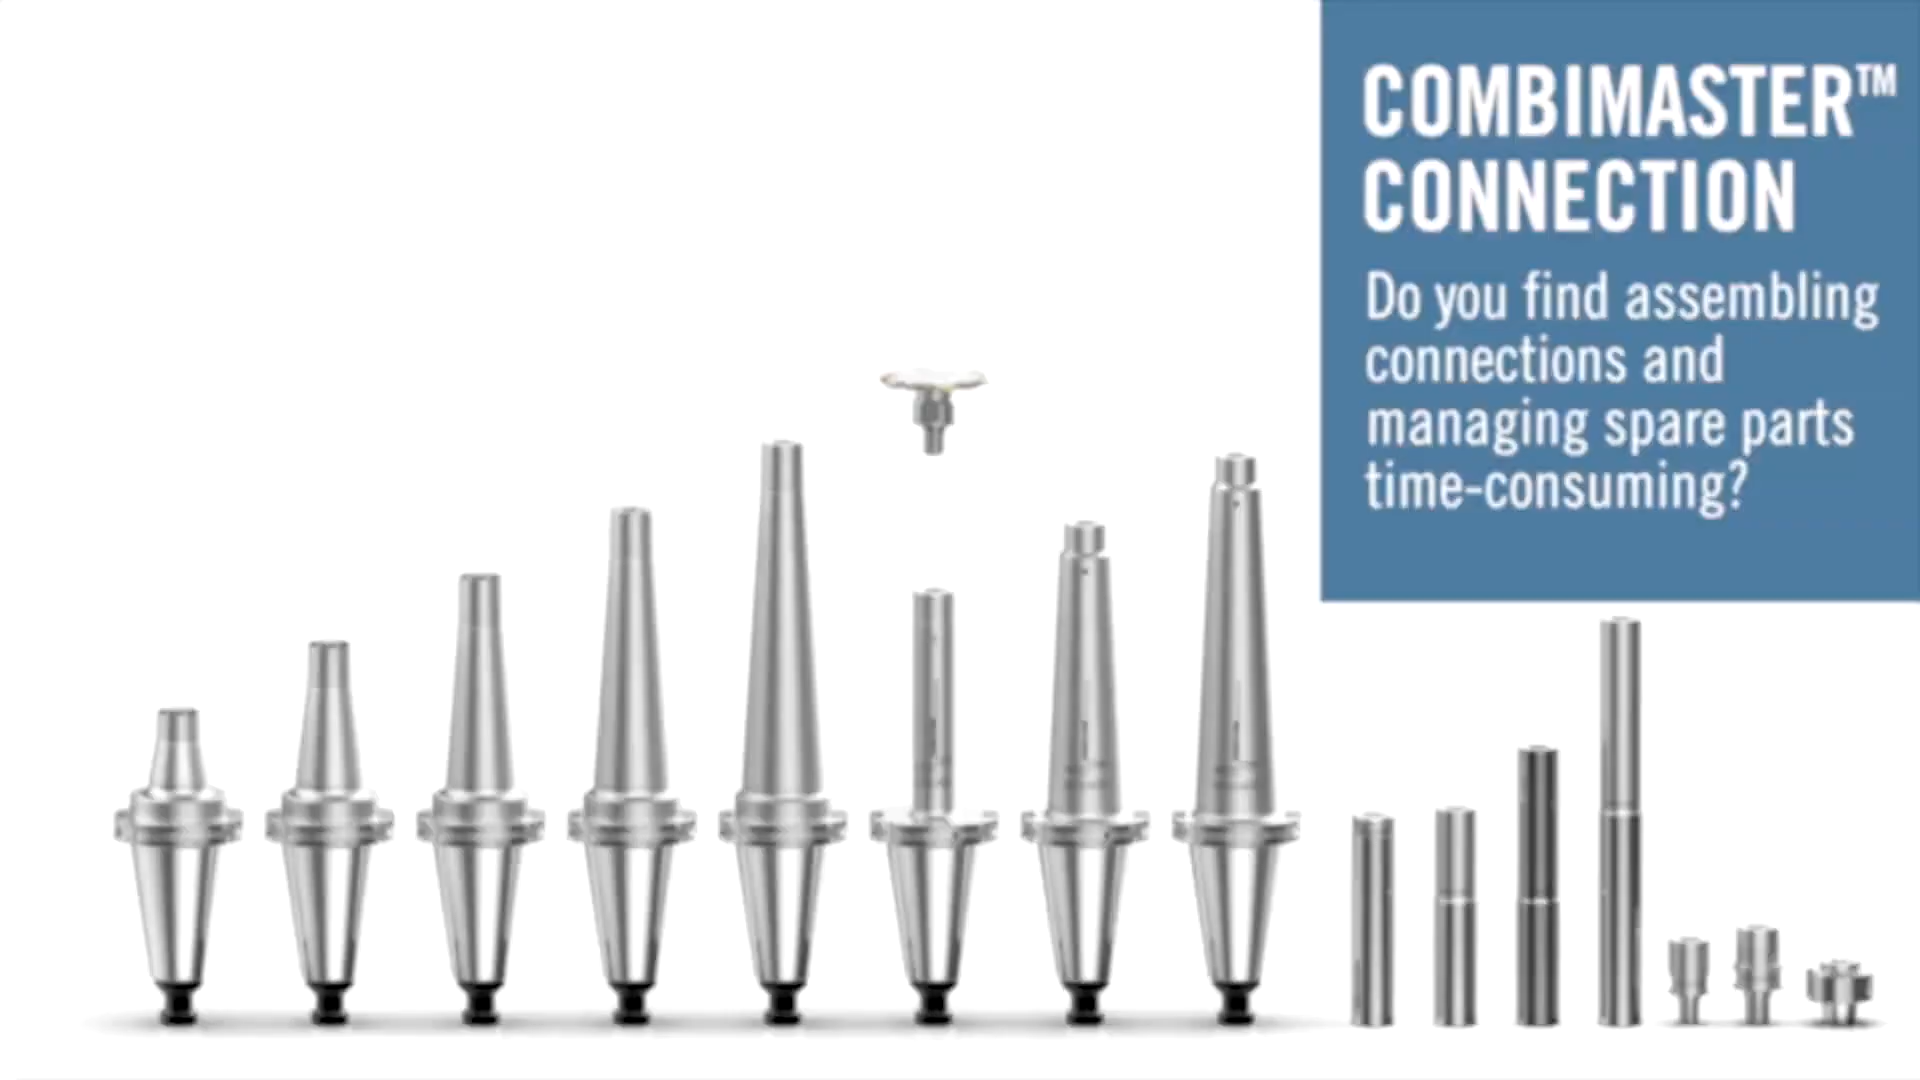 COMBIMASTER™
CONNECTION
Do you find assembling
connections and
managing spare parts
time-consuming?